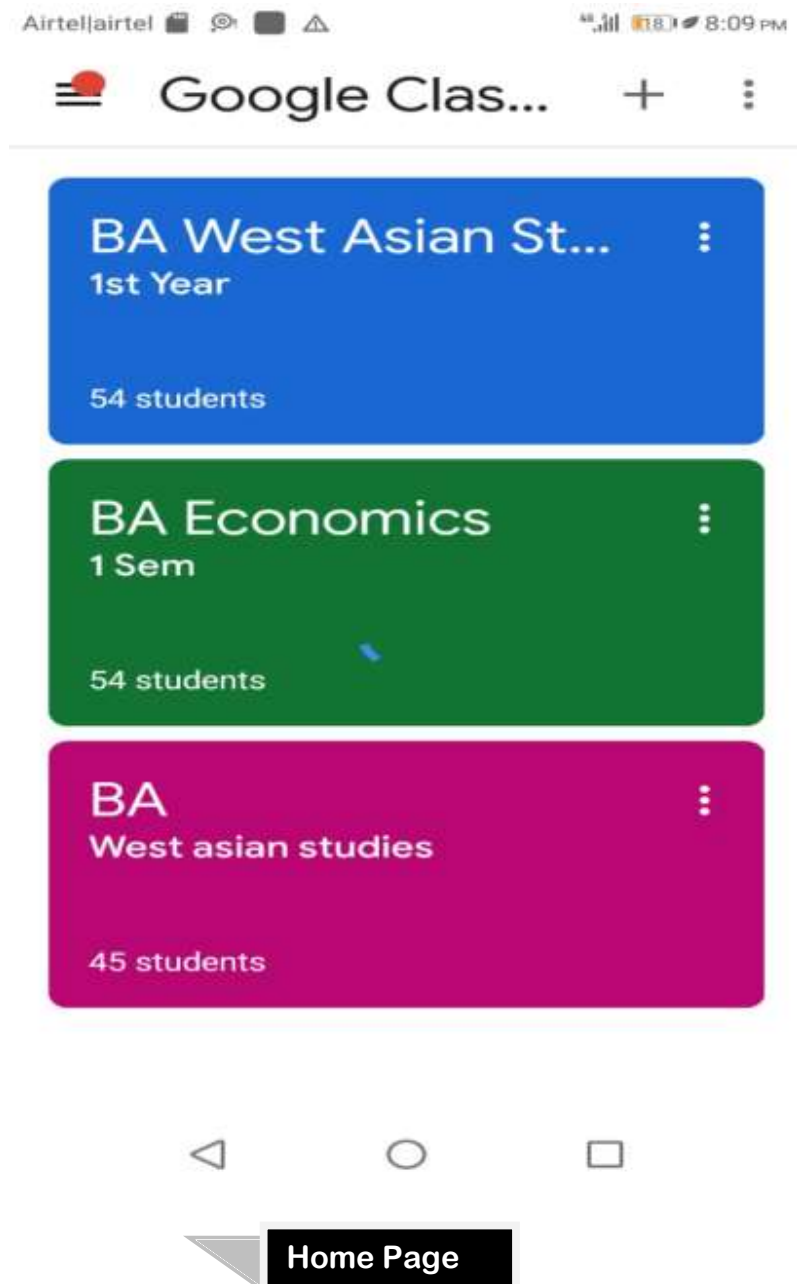 Airtel|airtel 18 8:09 PM
Google Clas...
BA West Asian St...
1st Year
54 students
BA Economics
1 Sem
54 students
BA
West asian studies
45 students
Home Page